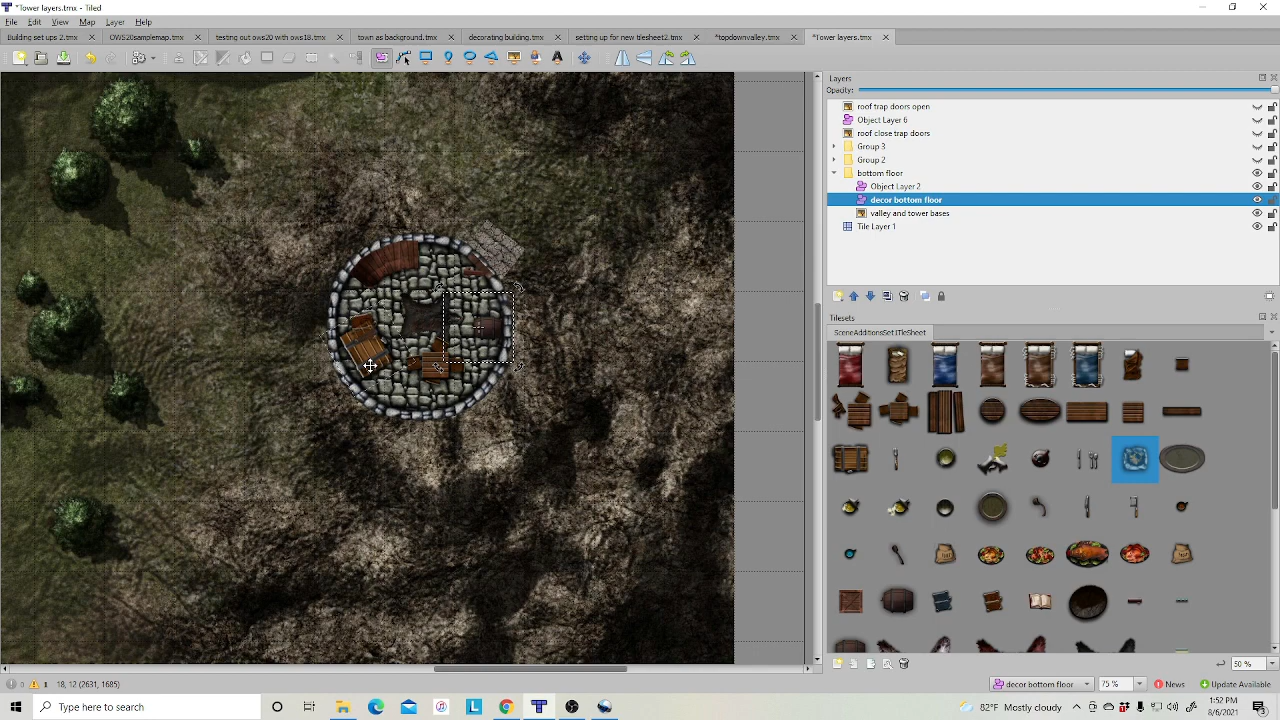 *Tower layers.tmx - Tiled
File Edit View Map Layer Help
Building set ups 2.tmx OWS20samplemap.tmx testing out ows20 with ows18.tmx town as background.tmx decorating building.tmx setting up for new tilesheet2.tmx *topdownvalley.tmx *Tower layers.tmx
Layers
Opacity:
roof trap doors open
Object Layer 6
roof close trap doors
Group 3
Group 2
bottom floor
Object Layer 2
decor bottom floor
valley and tower bases
Tile Layer 1
Tilesets
SceneAdditionsSet1TileSheet
50 %
0 1 18, 12 (2631, 1685) decor bottom floor 75 % News Update Available
Type here to search 82°F Mostly cloudy 1:52 PM
8/6/2021